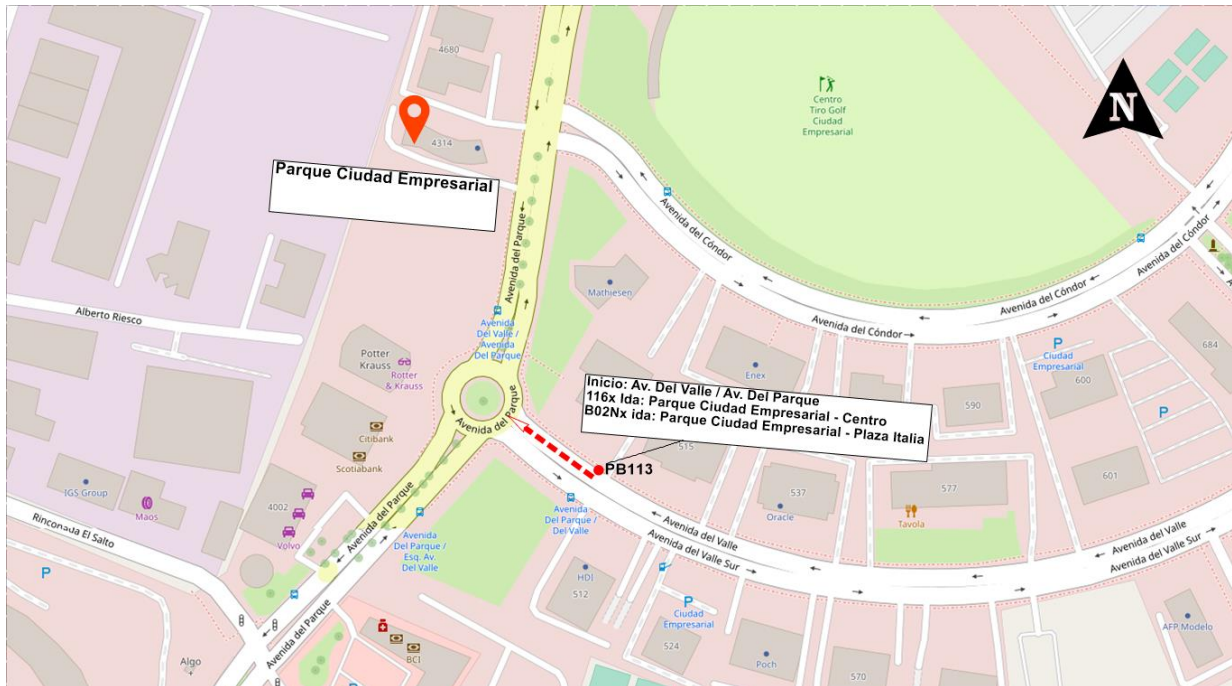 4680
4314
Parque Ciudad Empresarial
Centro
Tiro Golf
Ciudad
Empresarial
N
Avenida del Parque
Avenida del Parque
Avenida del Cóndor
Avenida del Cóndor
Avenida del Cóndor
Avenida del Cóndor
Avenida del Cóndor
Mathiesen
Alberto Riesco
Avenida
Del Valle /
Avenida
Del Parque
Potter
Krauss
Rotter
& Krauss
Enex
P
Ciudad
Empresarial
600
684
590
P
Inicio: Av. Del Valle / Av. Del Parque
116x Ida: Parque Ciudad Empresarial - Centro
B02Nx ida: Parque Ciudad Empresarial - Plaza Italia
Avenida del Parque
515
PB113
Citibank
Scotiabank
IGS Group
Maos
4002
Volvo
Avenida del Parque
Avenida
Del Parque /
Esq. Av.
Del Valle
Avenida
Del Parque /
Del Valle
537
Oracle
577
Tavola
601
Avenida del Valle
Avenida del Valle Sur
Avenida del Valle
Avenida del Valle Sur
Rinconada El Salto
P
HDI
512
P
Ciudad
Empresarial
524
Poch
570
AFP Modelo
Avenida del Parque
BCI
Algo
P